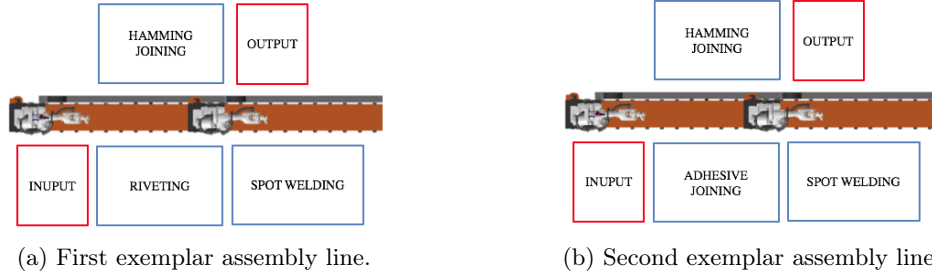 HAMMING
JOINING
OUTPUT
INUPUT
RIVETING
SPOT WELDING
(a) First exemplar assembly line.
HAMMING
JOINING
OUTPUT
INUPUT
ADHESIVE
JOINING
SPOT WELDING
(b) Second exemplar assembly line